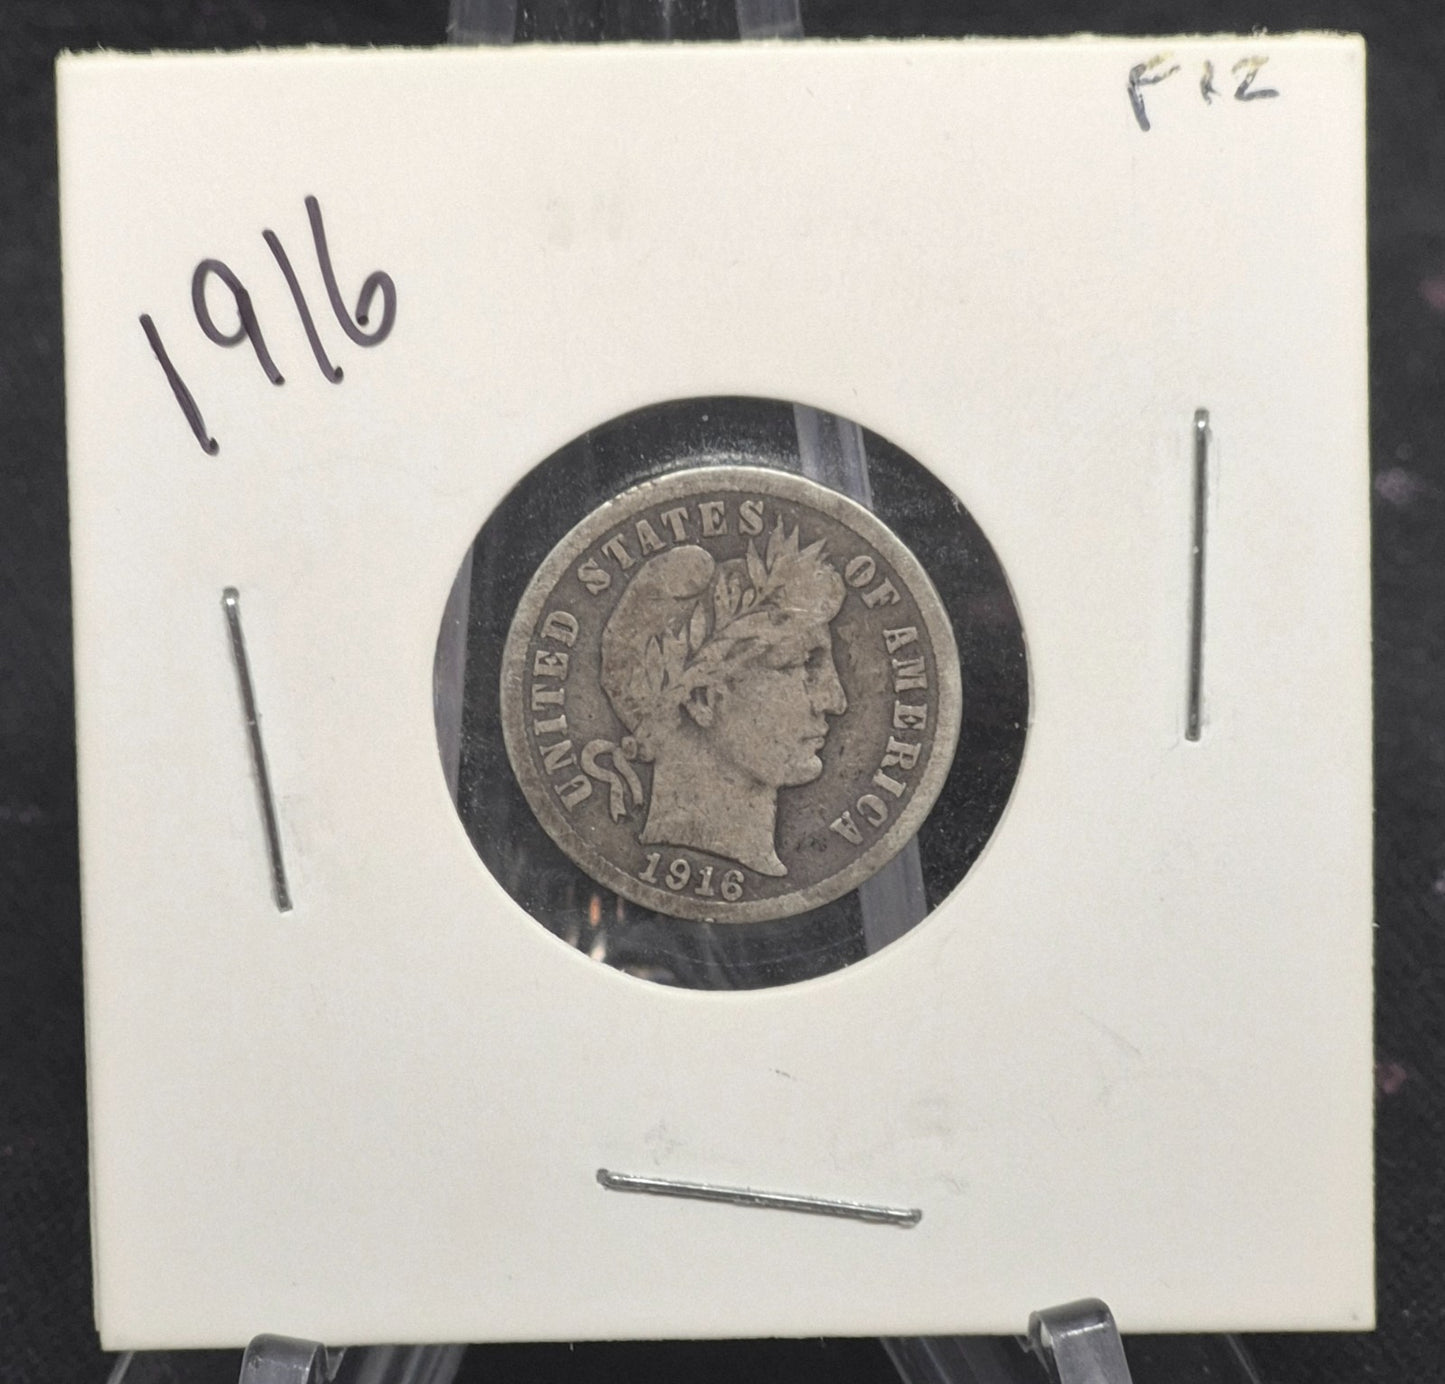 F12
1916
UNITED STATES OF AMERICA
1916